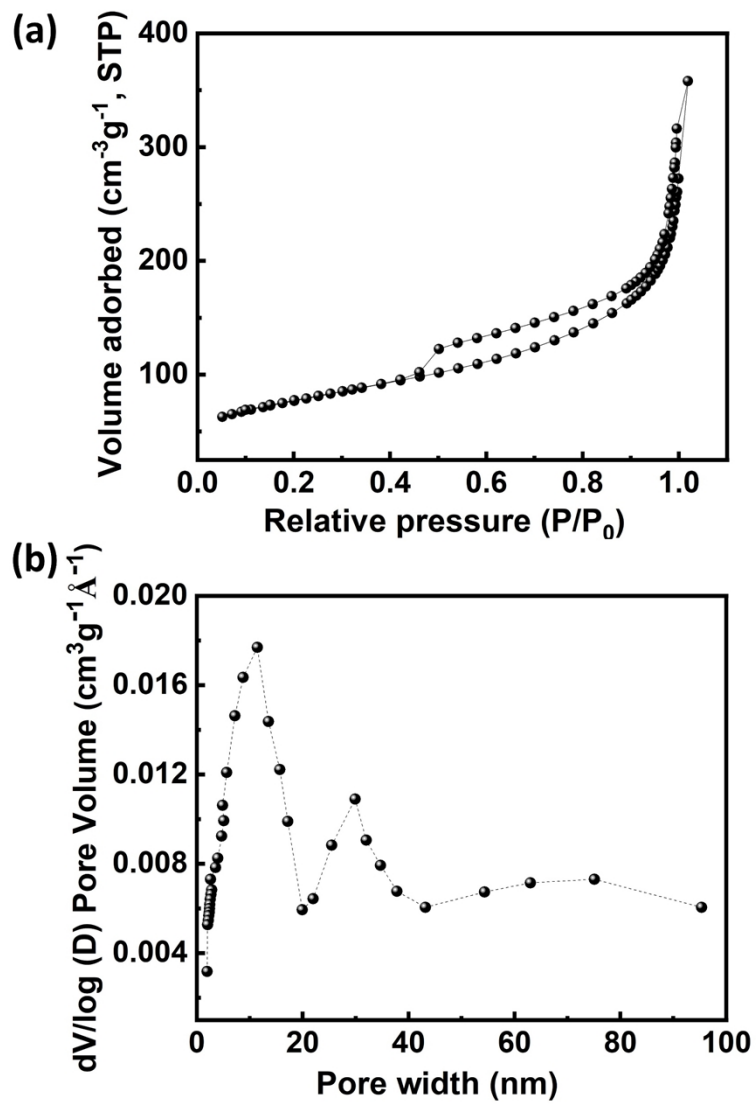 (a)
400
300
200
100
Volume adsorbed (cm⁻³g⁻¹, STP)
0.0 0.2 0.4 0.6 0.8 1.0
Relative pressure (P/P₀)
(b)
0.020
0.016
0.012
0.008
0.004
dV/log (D) Pore Volume (cm³g⁻¹Å⁻¹)
0 20 40 60 80 100
Pore width (nm)